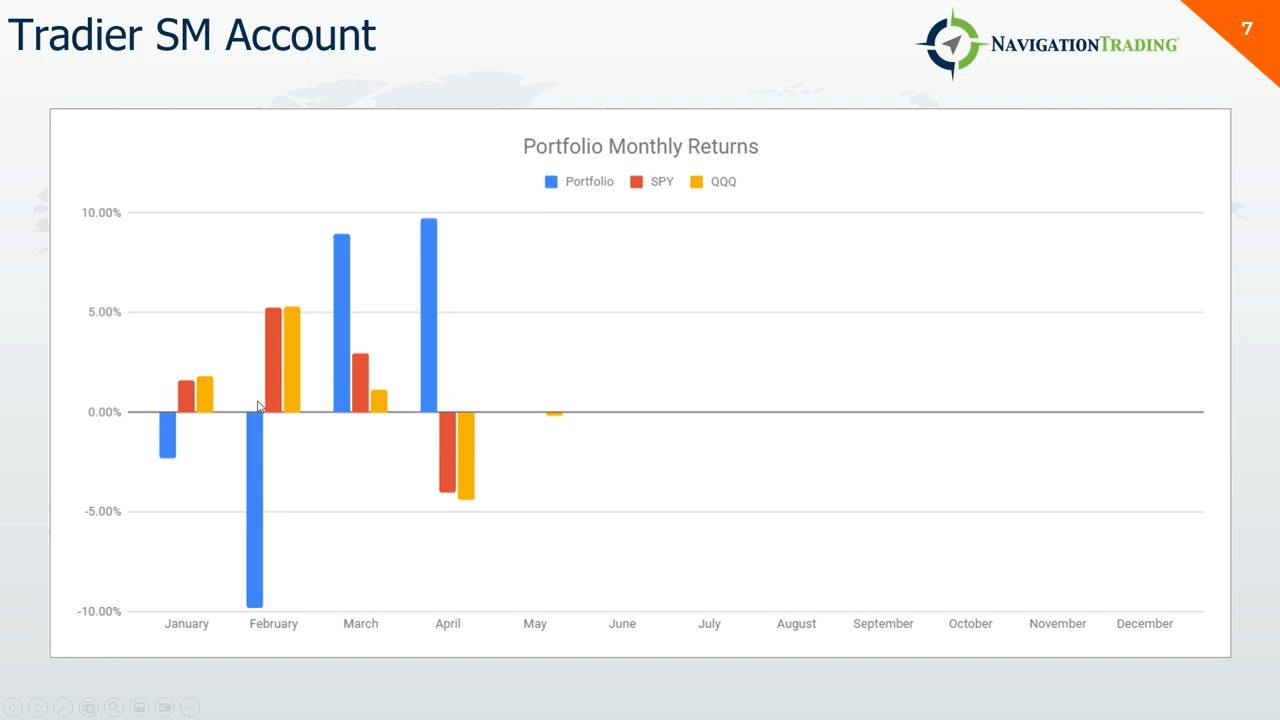 Tradier SM Account
NAVIGATIONTRADING
7
Portfolio Monthly Returns
Portfolio SPY QQQ
10.00%
5.00%
0.00%
-5.00%
-10.00%
January February March April May June July August September October November December